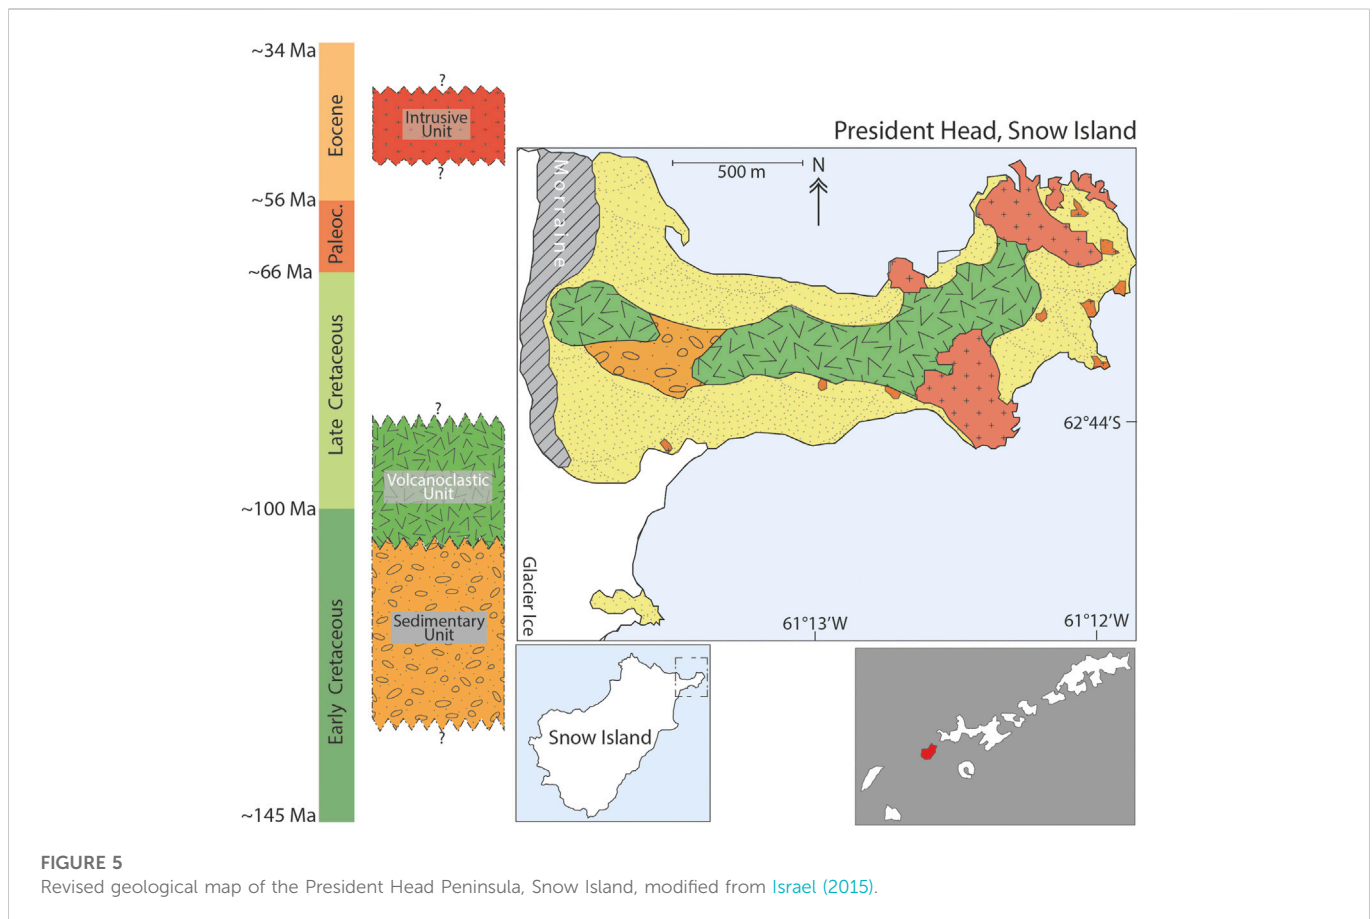 ~34 Ma
Eocene
~56 Ma
Paleoc.
~66 Ma
Late Cretaceous
~100 Ma
Early Cretaceous
~145 Ma
?
Intrusive
Unit
?
?
Volcanoclastic
Unit
Sedimentary
Unit
?
President Head, Snow Island
Morraine
500 m
N
62°44'S
Glacier Ice
61°13'W
61°12'W
Snow Island
FIGURE 5
Revised geological map of the President Head Peninsula, Snow Island, modified from Israel (2015).